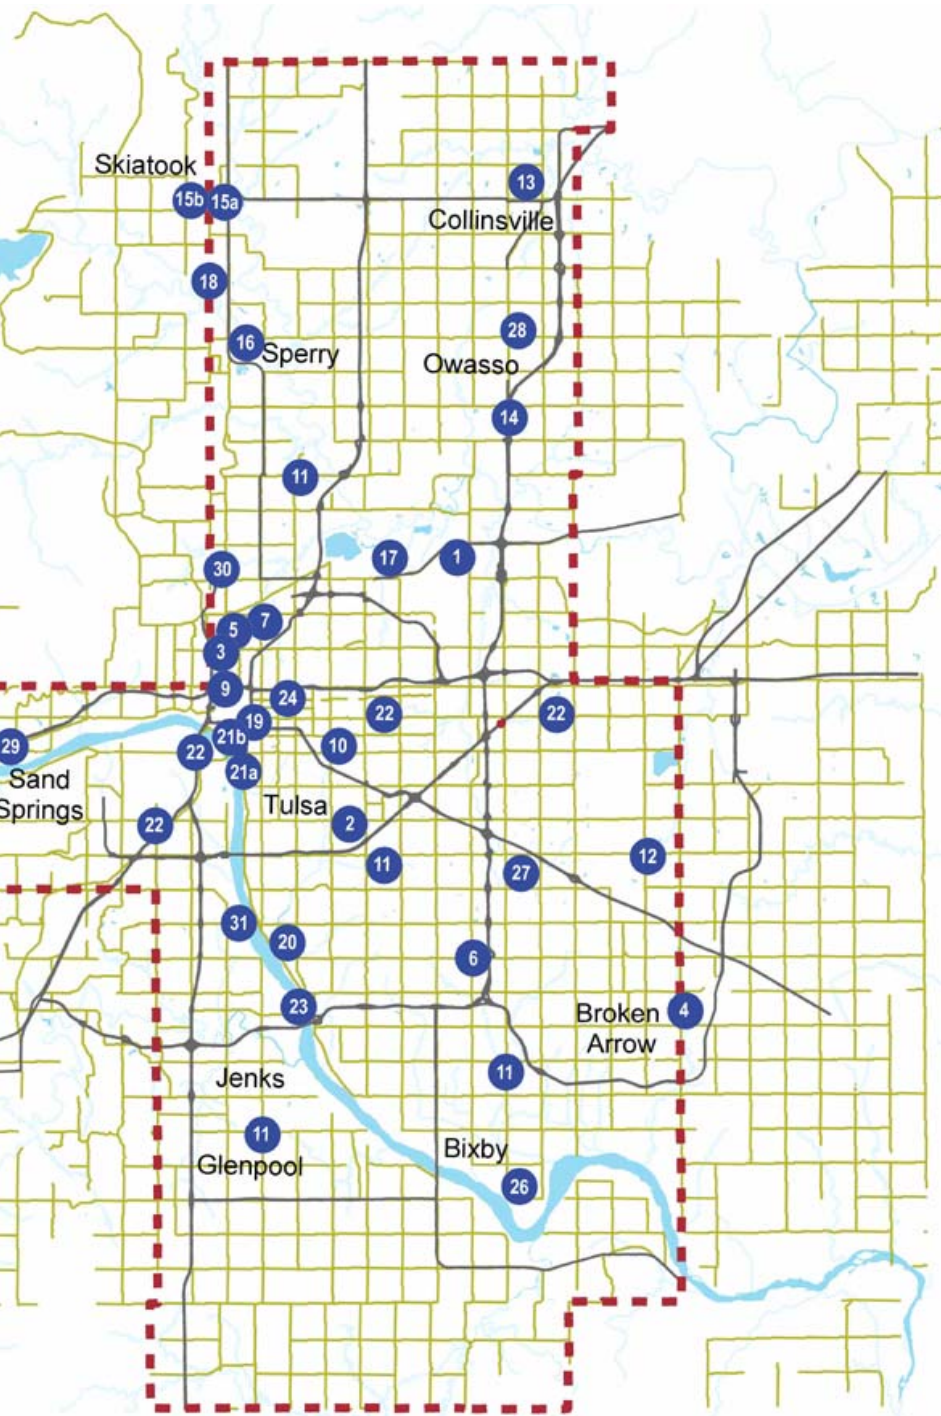 Skiatook
13
15b
15a
Collinsville
18
28
16
Sperry
Owasso
14
11
17
1
30
7
5
3
9
24
22
22
19
21b
10
29
22
21a
Sand
Springs
Tulsa
2
22
12
11
27
31
20
6
23
4
Broken
Arrow
11
Jenks
11
Bixby
Glenpool
26